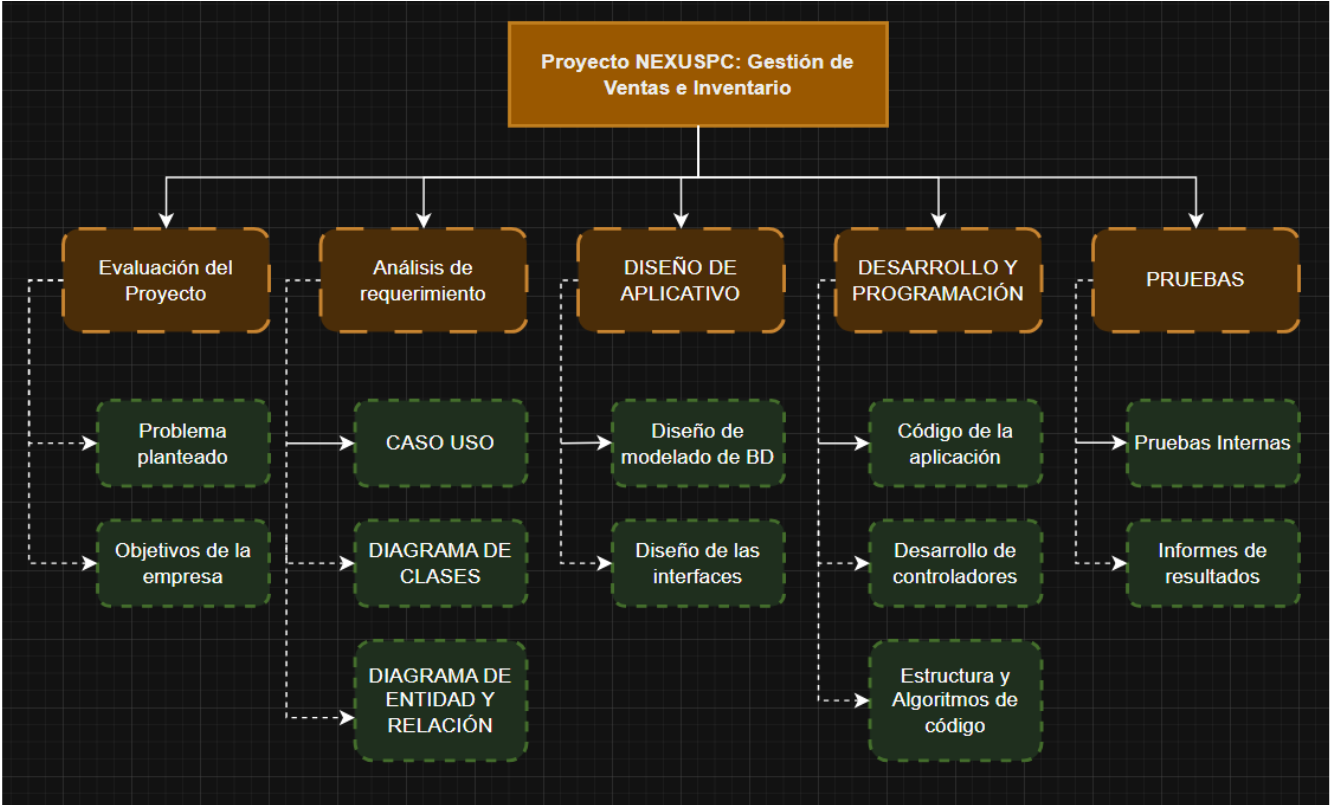 Proyecto NEXUSPC: Gestión de
Ventas e Inventario
Evaluación del
Proyecto
Análisis de
requerimiento
DISEÑO DE
APLICATIVO
DESARROLLO Y
PROGRAMACIÓN
PRUEBAS
Problema
planteado
Objetivos de la
empresa
CASO USO
DIAGRAMA DE
CLASES
DIAGRAMA DE
ENTIDAD Y
RELACIÓN
Diseño de
modelado de BD
Diseño de las
interfaces
Código de la
aplicación
Desarrollo de
controladores
Estructura y
Algoritmos de
código
Pruebas Internas
Informes de
resultados